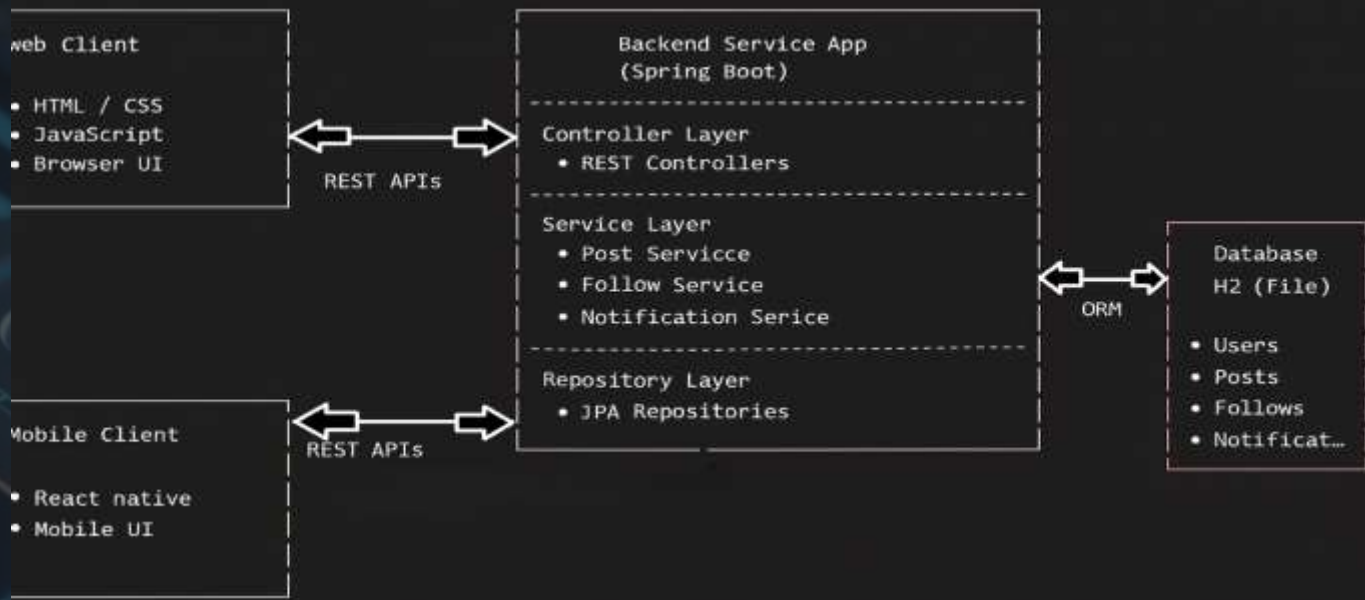 web Client
• HTML / CSS
• JavaScript
• Browser UI
REST APIs
Backend Service App
(Spring Boot)
Controller Layer
• REST Controllers
Service Layer
• Post Servicce
• Follow Service
• Notification Serice
Repository Layer
• JPA Repositories
ORM
Database
H2 (File)
• Users
• Posts
• Follows
• Notificat…
Mobile Client
• React native
• Mobile UI
REST APIs